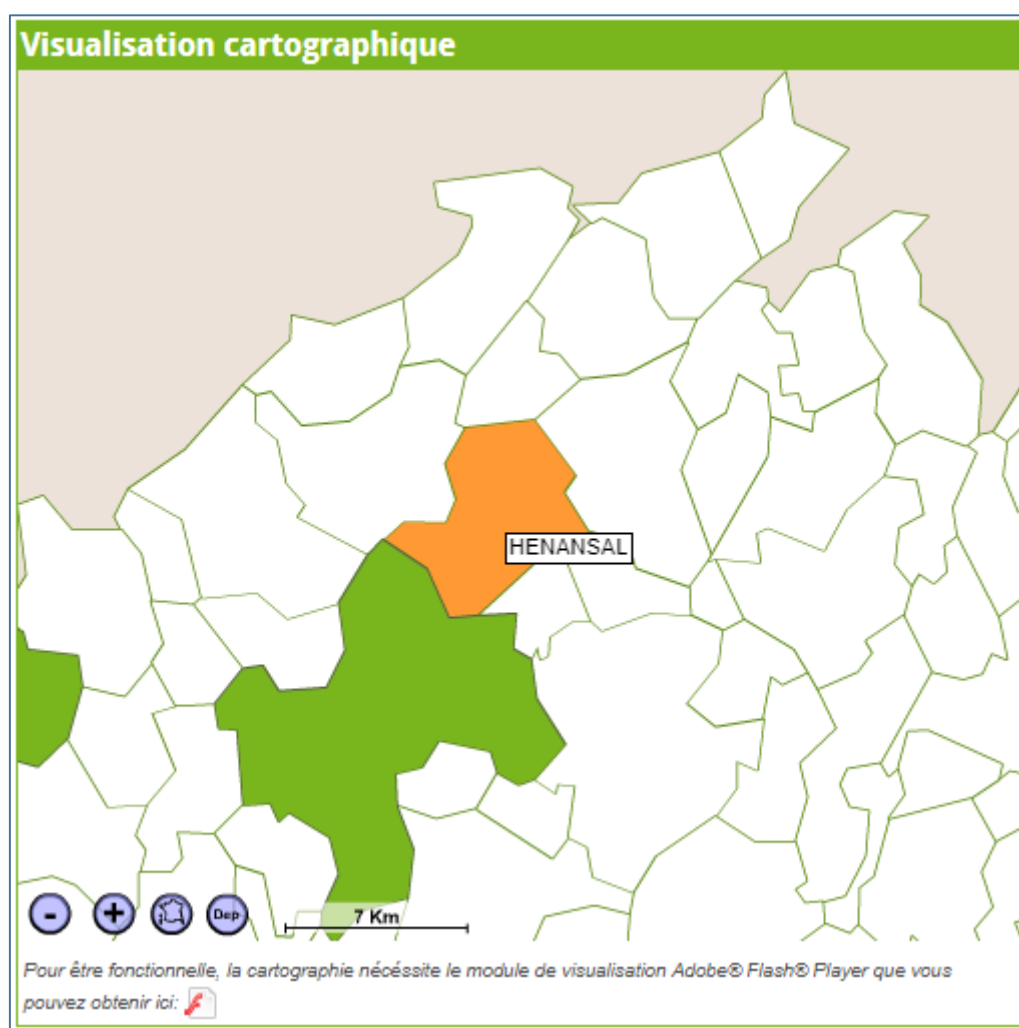 Visualisation cartographique
HENANSAL
-
+
Dep
7 Km
Pour être fonctionnelle, la cartographie nécéssite le module de visualisation Adobe® Flash® Player que vous
pouvez obtenir ici: